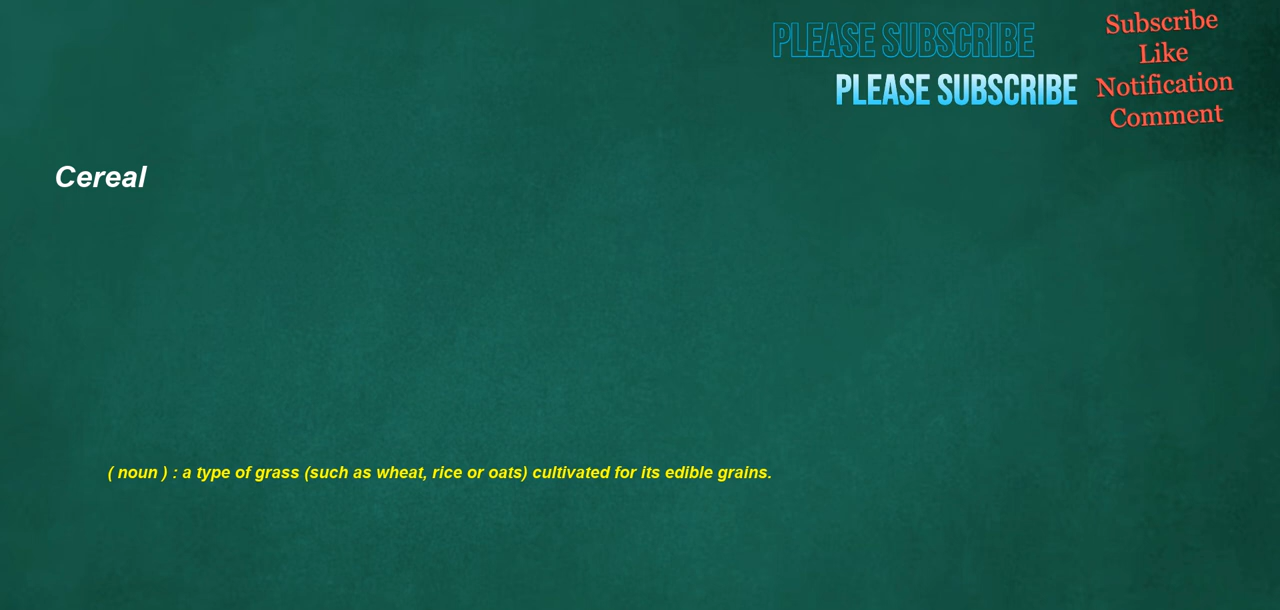 PLEASE SUBSCRIBE
PLEASE SUBSCRIBE
Subscribe
Like
Notification
Comment
Cereal
( noun ) : a type of grass (such as wheat, rice or oats) cultivated for its edible grains.